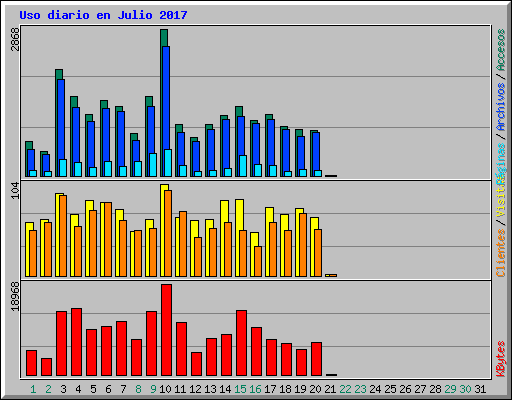 Uso diario en Julio 2017
2868
104
18968
Accesos
/
Archivos
/
Páginas
Visitas
/
Clientes
KBytes
1 2 3 4 5 6 7 8 9 10 11 12 13 14 15 16 17 18 19 20 21 22 23 24 25 26 27 28 29 30 31